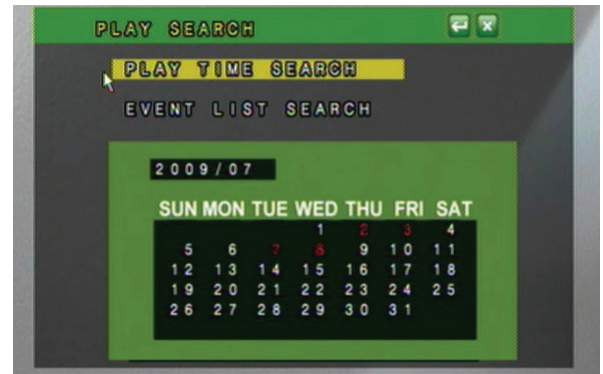 PLAY SEARCH
PLAY TIME SEARCH
EVENT LIST SEARCH
2009/07
SUN MON TUE WED THU FRI SAT
1 2 3 4
5 6 7 8 9 10 11
12 13 14 15 16 17 18
19 20 21 22 23 24 25
26 27 28 29 30 31